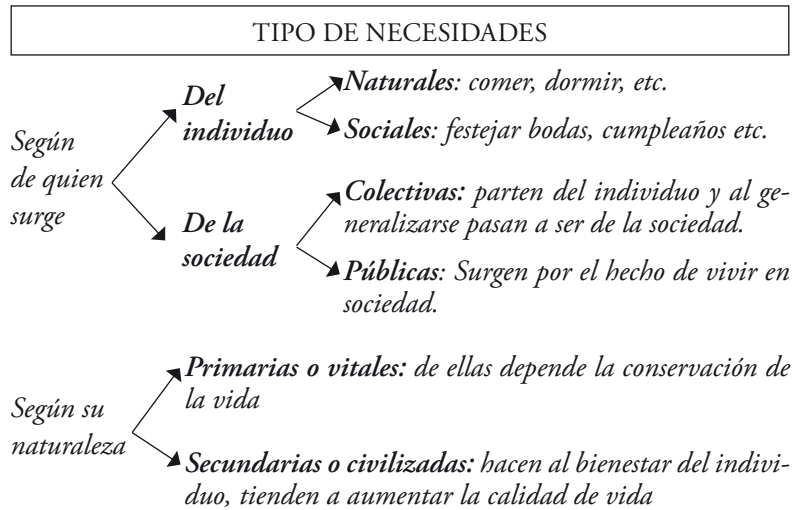 TIPO DE NECESIDADES
Según
de quien
surge
Del
individuo
Naturales: comer, dormir, etc.
Sociales: festejar bodas, cumpleaños etc.
De la
sociedad
Colectivas: parten del individuo y al ge-
neralizarse pasan a ser de la sociedad.
Públicas: Surgen por el hecho de vivir en
sociedad.
Según su
naturaleza
Primarias o vitales: de ellas depende la conservación de
la vida
Secundarias o civilizadas: hacen al bienestar del indivi-
duo, tienden a aumentar la calidad de vida